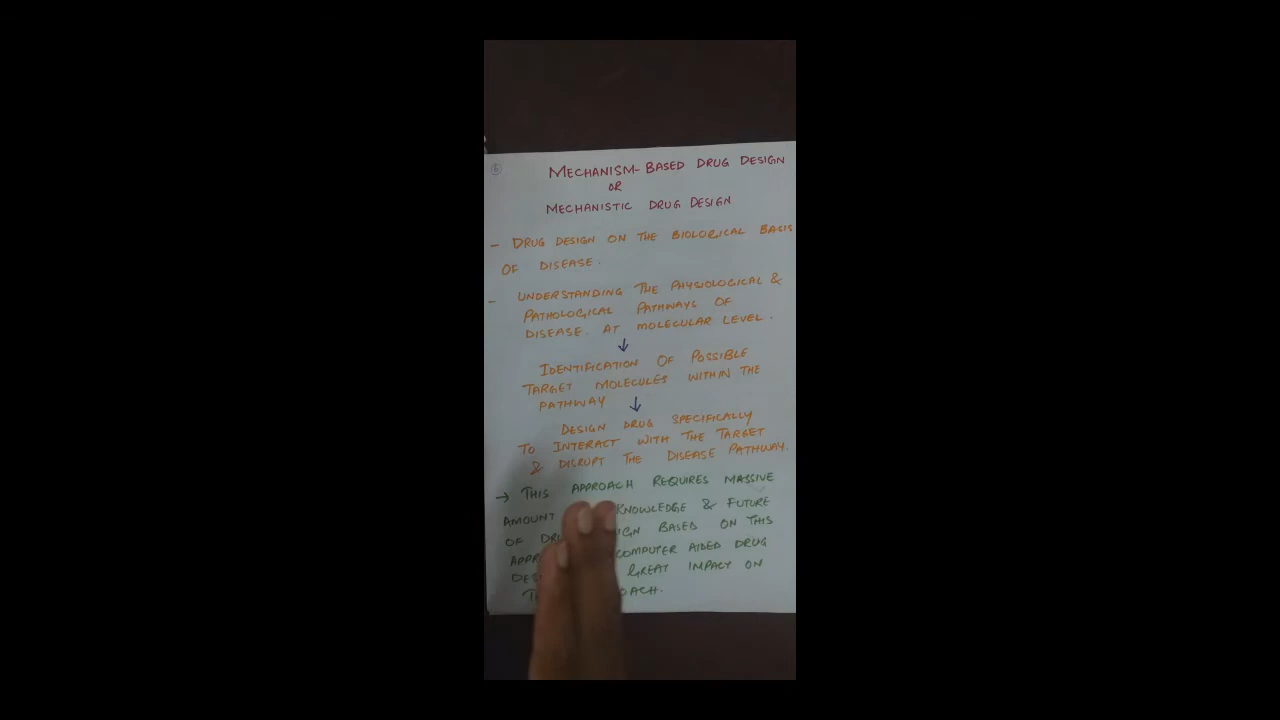 5
MECHANISM-BASED DRUG DESIGN
OR
MECHANISTIC DRUG DESIGN
- DRUG DESIGN ON THE BIOLOGICAL BASIS
OF DISEASE.
- UNDERSTANDING THE PHYSIOLOGICAL &
PATHOLOGICAL PATHWAYS OF
DISEASE. AT MOLECULAR LEVEL.
↓
IDENTIFICATION OF POSSIBLE
TARGET MOLECULES WITHIN THE
PATHWAY ↓
DESIGN DRUG SPECIFICALLY
TO INTERACT WITH THE TARGET
& DISRUPT THE DISEASE PATHWAY.
→ THIS APPROACH REQUIRES MASSIVE
AMOUNT KNOWLEDGE & FUTURE
OF BASED ON THIS
COMPUTER AIDED DRUG
GREAT IMPACT ON